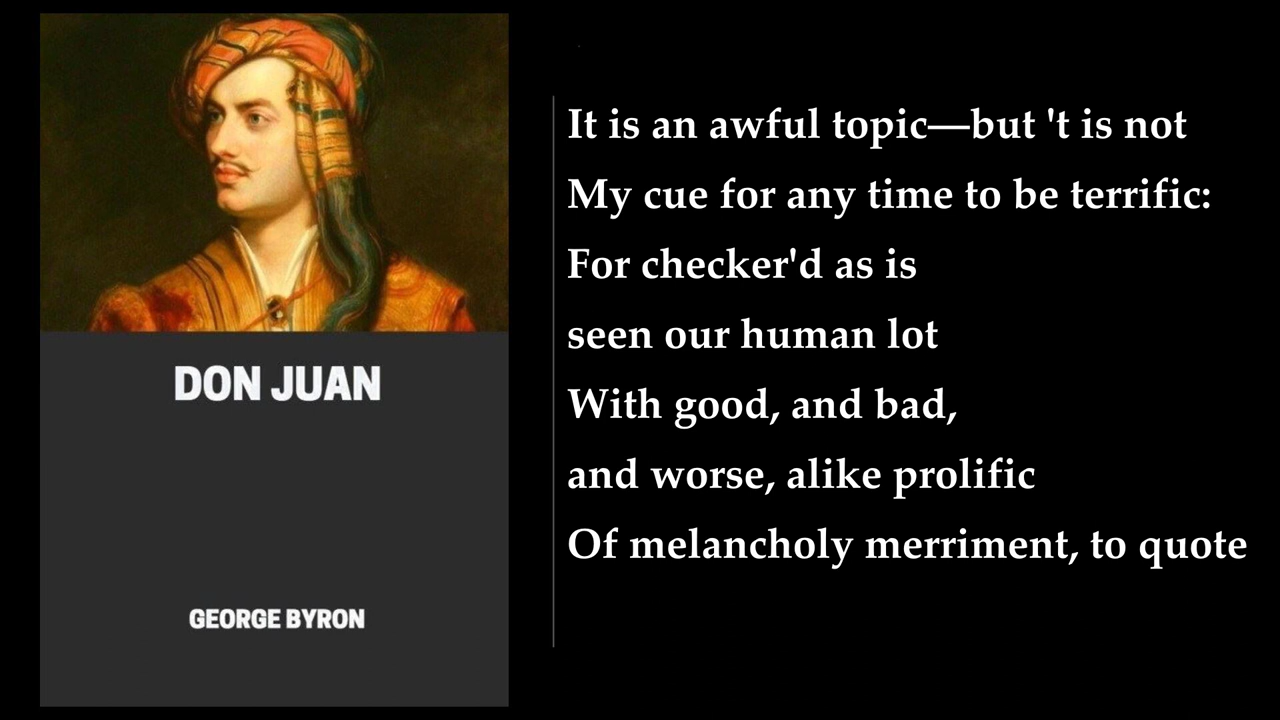 DON JUAN
GEORGE BYRON
It is an awful topic—but 't is not
My cue for any time to be terrific:
For checker'd as is
seen our human lot
With good, and bad,
and worse, alike prolific
Of melancholy merriment, to quote